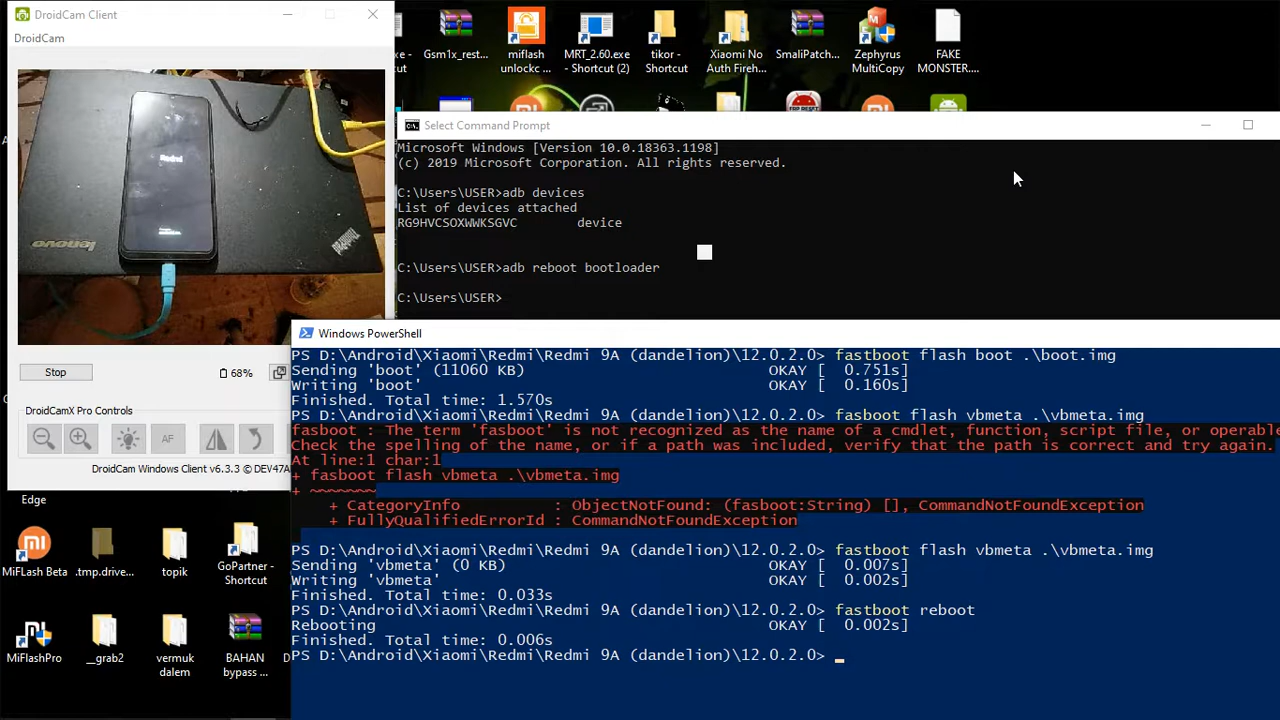 DroidCam Client
DroidCam
Redmi
lenovo
ThinkPad
Stop
68%
DroidCamX Pro Controls
AF
DroidCam Windows Client v6.3.3 © DEV47A
Gsm1x_rest...
miflash
unlockc ...
MRT_2.60.exe
- Shortcut (2)
tikor -
Shortcut
Xiaomi No
Auth Fireh...
SmaliPatch...
Zephyrus
MultiCopy
FAKE
MONSTER....
Select Command Prompt
Microsoft Windows [Version 10.0.18363.1198]
(c) 2019 Microsoft Corporation. All rights reserved.
C:\Users\USER>adb devices
List of devices attached
RG9HVCSOXWWKSGVC device
C:\Users\USER>adb reboot bootloader
C:\Users\USER>
Windows PowerShell
PS D:\Android\Xiaomi\Redmi\Redmi 9A (dandelion)\12.0.2.0> fastboot flash boot .\boot.img
Sending 'boot' (11060 KB) OKAY [ 0.751s]
Writing 'boot' OKAY [ 0.160s]
Finished. Total time: 1.570s
PS D:\Android\Xiaomi\Redmi\Redmi 9A (dandelion)\12.0.2.0> fasboot flash vbmeta .\vbmeta.img
fasboot : The term 'fasboot' is not recognized as the name of a cmdlet, function, script file, or operable
Check the spelling of the name, or if a path was included, verify that the path is correct and try again.
At line:1 char:1
+ fasboot flash vbmeta .\vbmeta.img
+ ~~~~~~~
+ CategoryInfo : ObjectNotFound: (fasboot:String) [], CommandNotFoundException
+ FullyQualifiedErrorId : CommandNotFoundException
PS D:\Android\Xiaomi\Redmi\Redmi 9A (dandelion)\12.0.2.0> fastboot flash vbmeta .\vbmeta.img
Sending 'vbmeta' (0 KB) OKAY [ 0.007s]
Writing 'vbmeta' OKAY [ 0.002s]
Finished. Total time: 0.033s
PS D:\Android\Xiaomi\Redmi\Redmi 9A (dandelion)\12.0.2.0> fastboot reboot
Rebooting OKAY [ 0.002s]
Finished. Total time: 0.006s
PS D:\Android\Xiaomi\Redmi\Redmi 9A (dandelion)\12.0.2.0>
Edge
MiFLash Beta
.tmp.drive...
topik
GoPartner -
Shortcut
MiFlashPro
__grab2
vermuk
dalem
BAHAN
bypass ...